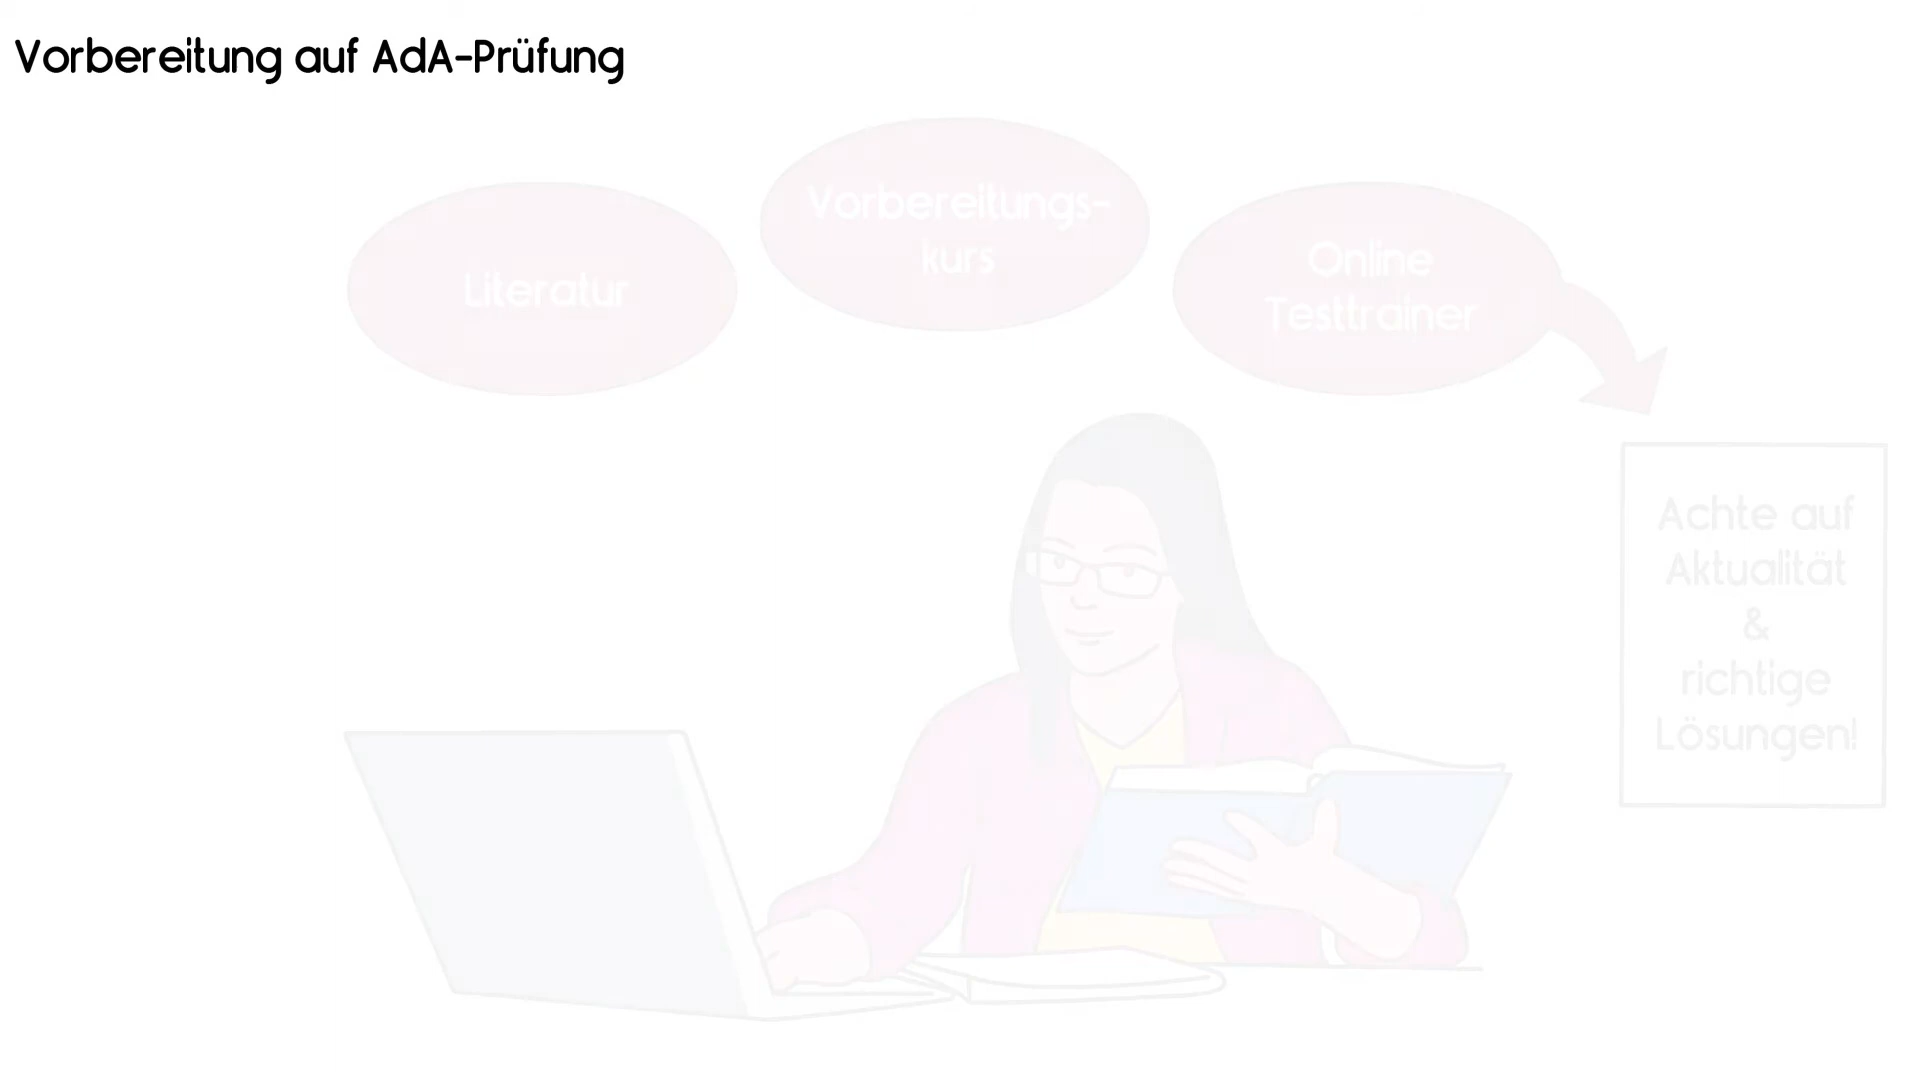 Vorbereitung auf AdA-Prüfung
Literatur
Vorbereitungs-
kurs
Online
Testtrainer
Achte auf
Aktualität
&
richtige
Lösungen!